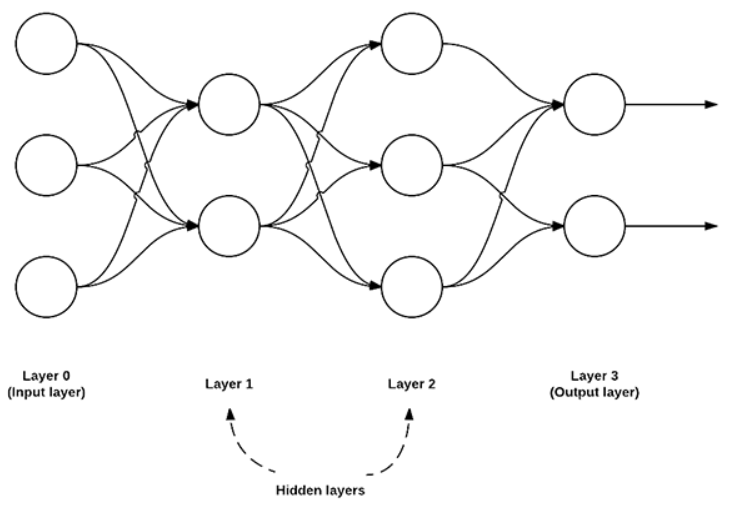 Layer 0
(Input layer)
Layer 1
Layer 2
Layer 3
(Output layer)
Hidden layers